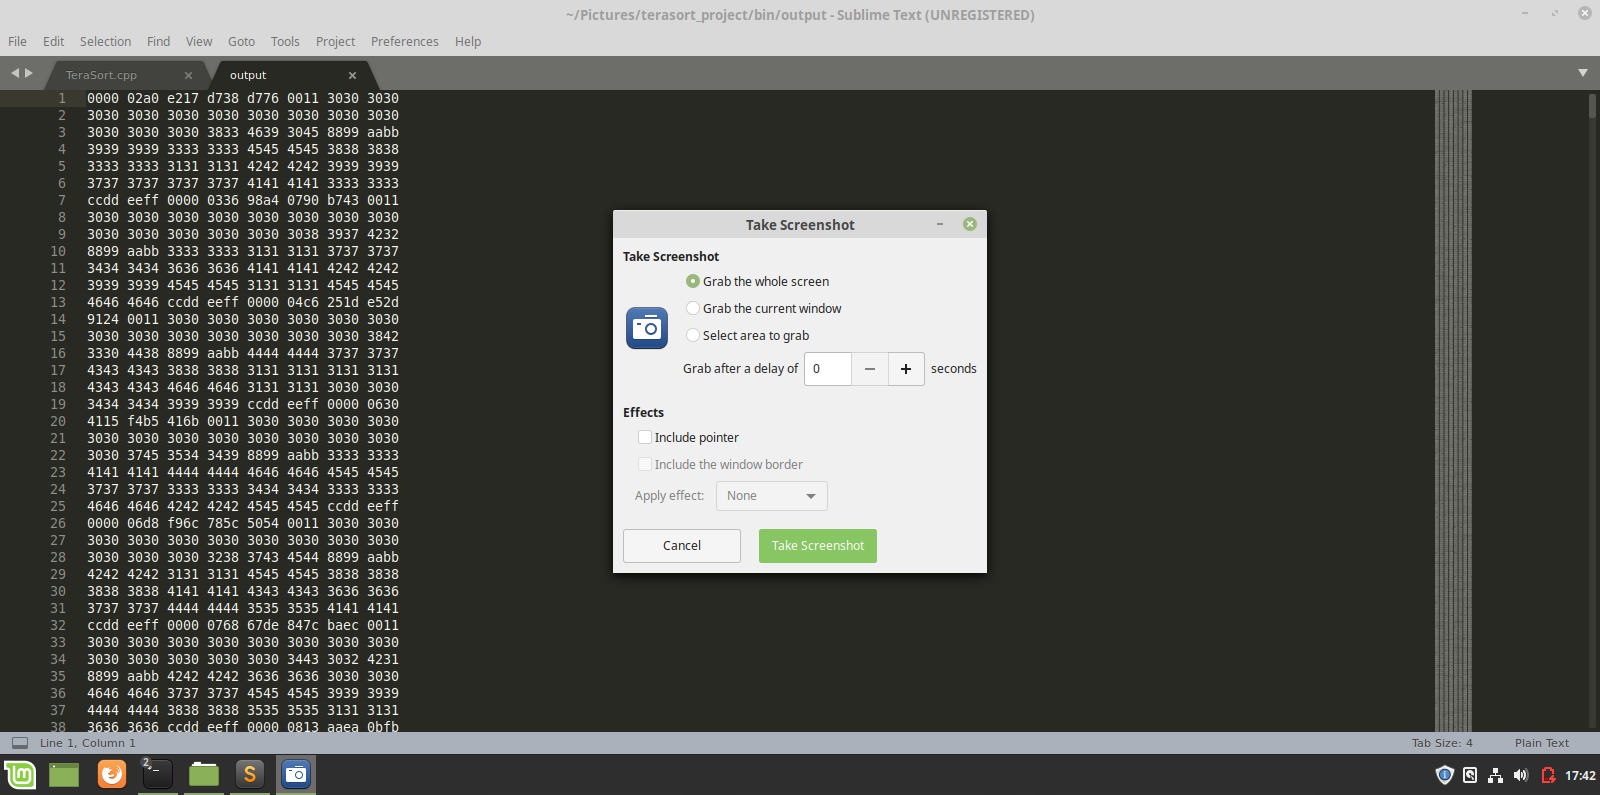 ~/Pictures/terasort_project/bin/output - Sublime Text (UNREGISTERED)
File Edit Selection Find View Goto Tools Project Preferences Help
TeraSort.cpp output
1 0000 02a0 e217 d738 d776 0011 3030 3030
2 3030 3030 3030 3030 3030 3030 3030 3030
3 3030 3030 3030 3833 4639 3045 8899 aabb
4 3939 3939 3333 3333 4545 4545 3838 3838
5 3333 3333 3131 3131 4242 4242 3939 3939
6 3737 3737 3737 3737 4141 4141 3333 3333
7 ccdd eeff 0000 0336 98a4 0790 b743 0011
8 3030 3030 3030 3030 3030 3030 3030 3030
9 3030 3030 3030 3030 3030 3038 3937 4232
10 8899 aabb 3333 3333 3131 3131 3737 3737
11 3434 3434 3636 3636 4141 4141 4242 4242
12 3939 3939 4545 4545 3131 3131 4545 4545
13 4646 4646 ccdd eeff 0000 04c6 251d e52d
14 9124 0011 3030 3030 3030 3030 3030 3030
15 3030 3030 3030 3030 3030 3030 3030 3842
16 3330 4438 8899 aabb 4444 4444 3737 3737
17 4343 4343 3838 3838 3131 3131 3131 3131
18 4343 4343 4646 4646 3131 3131 3030 3030
19 3434 3434 3939 3939 ccdd eeff 0000 0630
20 4115 f4b5 416b 0011 3030 3030 3030 3030
21 3030 3030 3030 3030 3030 3030 3030 3030
22 3030 3745 3534 3439 8899 aabb 3333 3333
23 4141 4141 4444 4444 4646 4646 4545 4545
24 3737 3737 3333 3333 3434 3434 3333 3333
25 4646 4646 4242 4242 4545 4545 ccdd eeff
26 0000 06d8 f96c 785c 5054 0011 3030 3030
27 3030 3030 3030 3030 3030 3030 3030 3030
28 3030 3030 3030 3238 3743 4544 8899 aabb
29 4242 4242 3131 3131 4545 4545 3838 3838
30 3838 3838 4141 4141 4343 4343 3636 3636
31 3737 3737 4444 4444 3535 3535 4141 4141
32 ccdd eeff 0000 0768 67de 847c baec 0011
33 3030 3030 3030 3030 3030 3030 3030 3030
34 3030 3030 3030 3030 3030 3443 3032 4231
35 8899 aabb 4242 4242 3636 3636 3030 3030
36 4646 4646 3737 3737 4545 4545 3939 3939
37 4444 4444 3838 3838 3535 3535 3131 3131
38 3636 3636 ccdd eeff 0000 0813 aaea 0bfb
Take Screenshot
Take Screenshot
Grab the whole screen
Grab the current window
Select area to grab
Grab after a delay of 0 − + seconds
Effects
Include pointer
Include the window border
Apply effect: None
Cancel Take Screenshot
Line 1, Column 1 Tab Size: 4 Plain Text
2 S 17:42